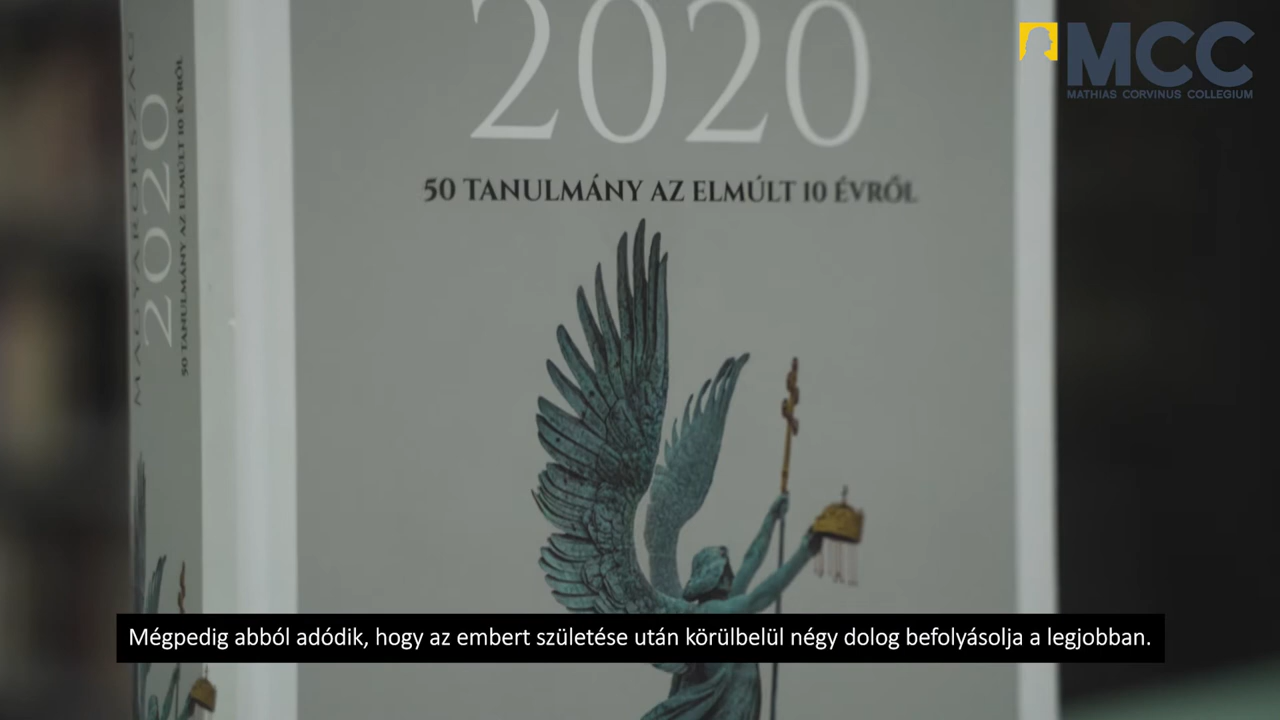 MAGYARORSZÁG
2020
50 TANULMÁNY AZ ELMÚLT 10 ÉVRŐL
2020
50 TANULMÁNY AZ ELMÚLT 10 ÉVRŐL
MCC
MATHIAS CORVINUS COLLEGIUM
Mégpedig abból adódik, hogy az embert születése után körülbelül négy dolog befolyásolja a legjobban.